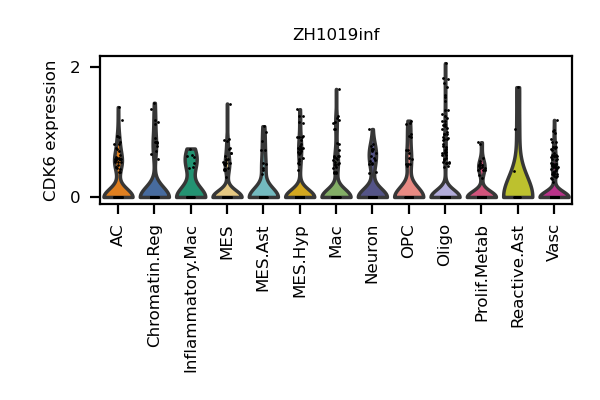 ZH1019inf
CDK6 expression
2
0
AC
Chromatin.Reg
Inflammatory.Mac
MES
MES.Ast
MES.Hyp
Mac
Neuron
OPC
Oligo
Prolif.Metab
Reactive.Ast
Vasc